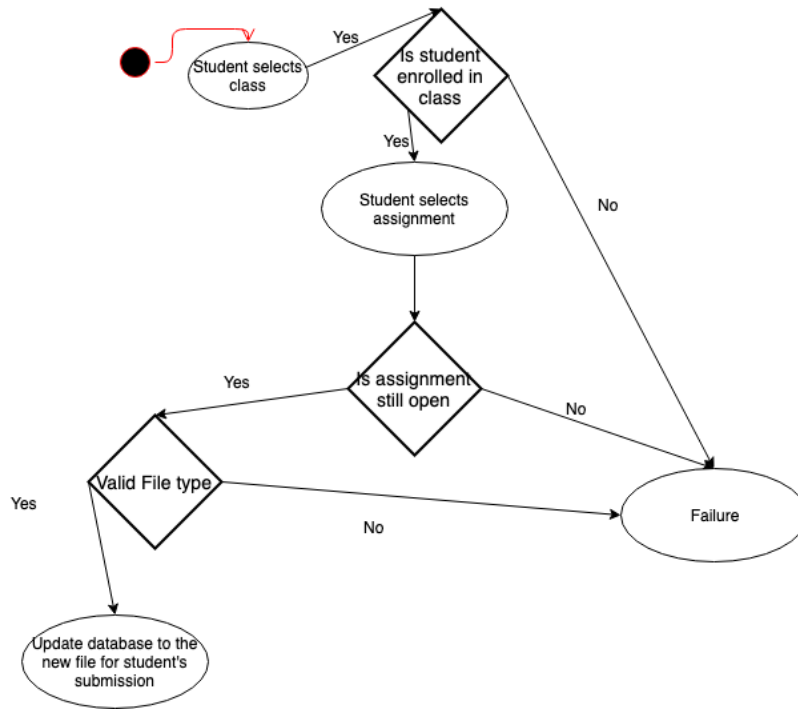 Yes
Is student
enrolled in
class
Student selects
class
Yes
Student selects
assignment
No
Is assignment
still open
Yes
No
Valid File type
Yes
No
Failure
Update database to the
new file for student's
submission